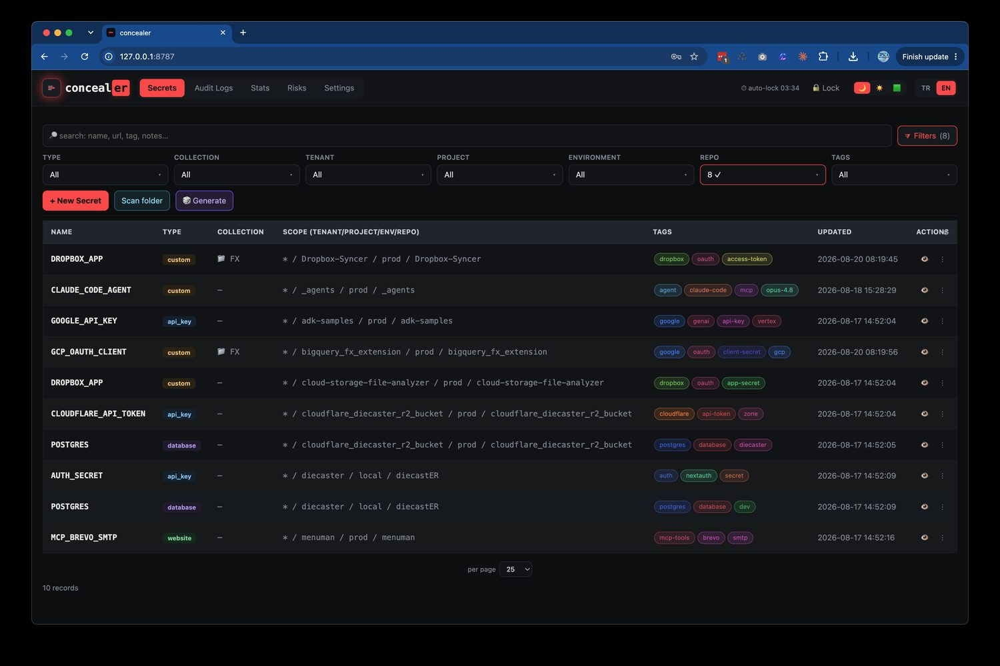 concealer
127.0.0.1:8787
1
Finish update
concealer
Secrets
Audit Logs
Stats
Risks
Settings
auto-lock 03:34
Lock
TR
EN
search: name, url, tag, notes...
Filters (8)
TYPE
COLLECTION
TENANT
PROJECT
ENVIRONMENT
REPO
TAGS
All
All
All
All
All
8 ✓
All
+ New Secret
Scan folder
Generate
NAME TYPE COLLECTION SCOPE (TENANT/PROJECT/ENV/REPO) TAGS UPDATED ACTIONS
DROPBOX_APP custom FX * / Dropbox-Syncer / prod / Dropbox-Syncer dropbox oauth access-token 2026-08-20 08:19:45
CLAUDE_CODE_AGENT custom — * / _agents / prod / _agents agent claude-code mcp opus-4.8 2026-08-18 15:28:29
GOOGLE_API_KEY api_key — * / adk-samples / prod / adk-samples google genai api-key vertex 2026-08-17 14:52:04
GCP_OAUTH_CLIENT custom FX * / bigquery_fx_extension / prod / bigquery_fx_extension google oauth client-secret gcp 2026-08-20 08:19:56
DROPBOX_APP custom — * / cloud-storage-file-analyzer / prod / cloud-storage-file-analyzer dropbox oauth app-secret 2026-08-17 14:52:04
CLOUDFLARE_API_TOKEN api_key — * / cloudflare_diecaster_r2_bucket / prod / cloudflare_diecaster_r2_bucket cloudflare api-token zone 2026-08-17 14:52:04
POSTGRES database — * / cloudflare_diecaster_r2_bucket / prod / cloudflare_diecaster_r2_bucket postgres database diecaster 2026-08-17 14:52:05
AUTH_SECRET api_key — * / diecaster / local / diecastER auth nextauth secret 2026-08-17 14:52:09
POSTGRES database — * / diecaster / local / diecastER postgres database dev 2026-08-17 14:52:09
MCP_BREVO_SMTP website — * / menuman / prod / menuman mcp-tools brevo smtp 2026-08-17 14:52:16
per page 25
10 records